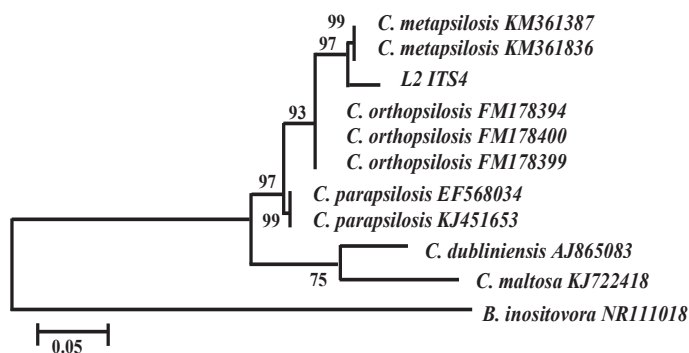 99
C. metapsilosis KM361387
97
C. metapsilosis KM361836
L2 ITS4
93
C. orthopsilosis FM178394
C. orthopsilosis FM178400
C. orthopsilosis FM178399
97
C. parapsilosis EF568034
99
C. parapsilosis KJ451653
C. dubliniensis AJ865083
75
C. maltosa KJ722418
B. inositovora NR111018
0.05